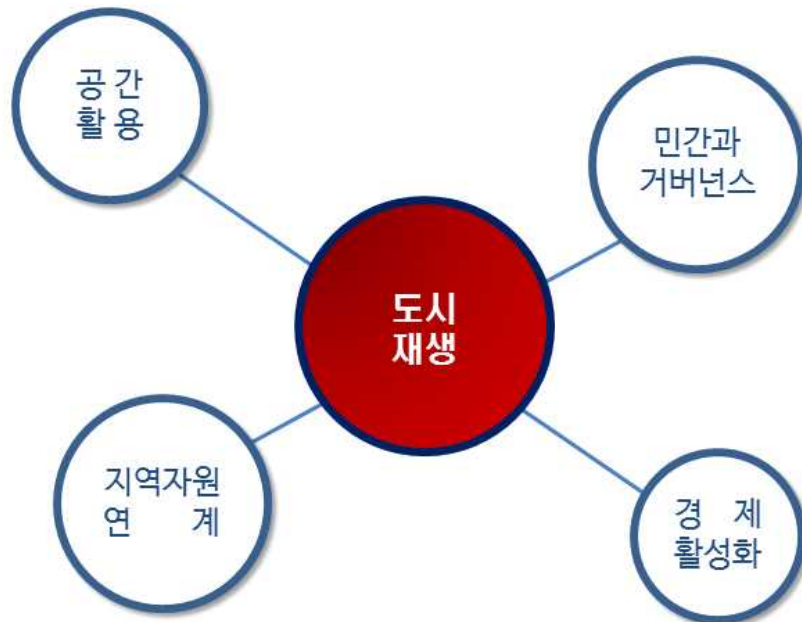 공 간
활 용
민간과
거버넌스
도시
재생
지역자원
연 계
경 제
활성화